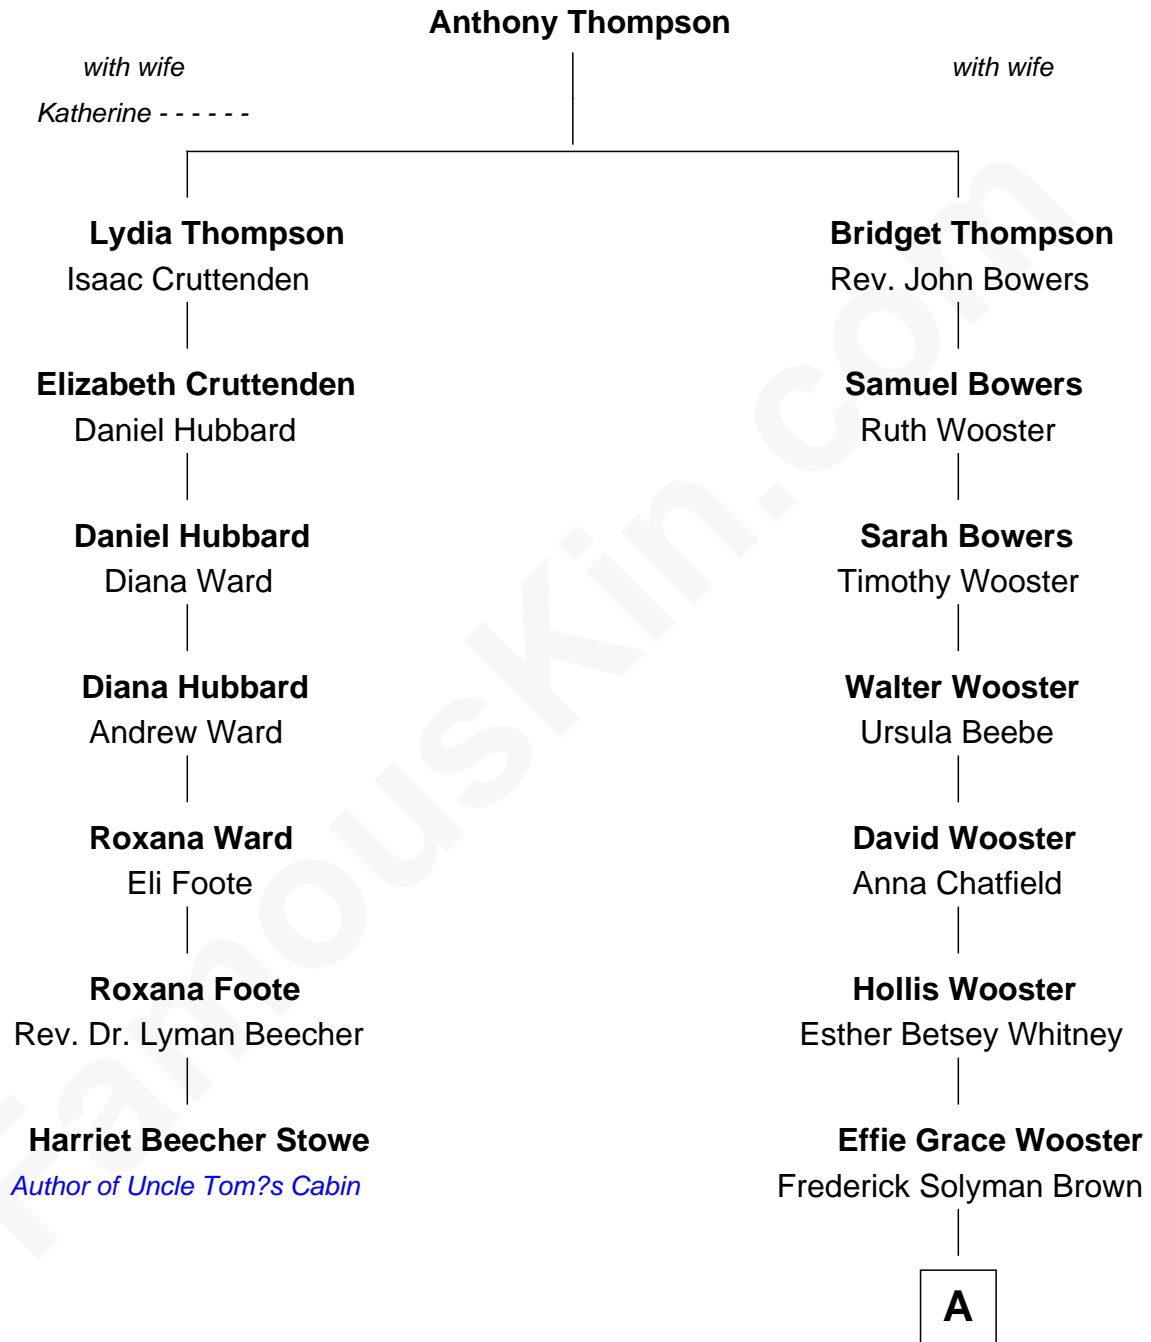 Anthony Thompson
with wife
with wife
Katherine - - - - - -
Lydia Thompson
Bridget Thompson
Isaac Cruttenden
Rev. John Bowers
Elizabeth Cruttenden
Samuel Bowers
Daniel Hubbard
Ruth Wooster
Daniel Hubbard
Sarah Bowers
Diana Ward
Timothy Wooster
Diana Hubbard
Walter Wooster
Andrew Ward
Ursula Beebe
Roxana Ward
David Wooster
Eli Foote
Anna Chatfield
Roxana Foote
Hollis Wooster
Rev. Dr. Lyman Beecher
Esther Betsey Whitney
Harriet Beecher Stowe
Effie Grace Wooster
Author of Uncle Tom?s Cabin
Frederick Solyman Brown
A
FamousKin.com